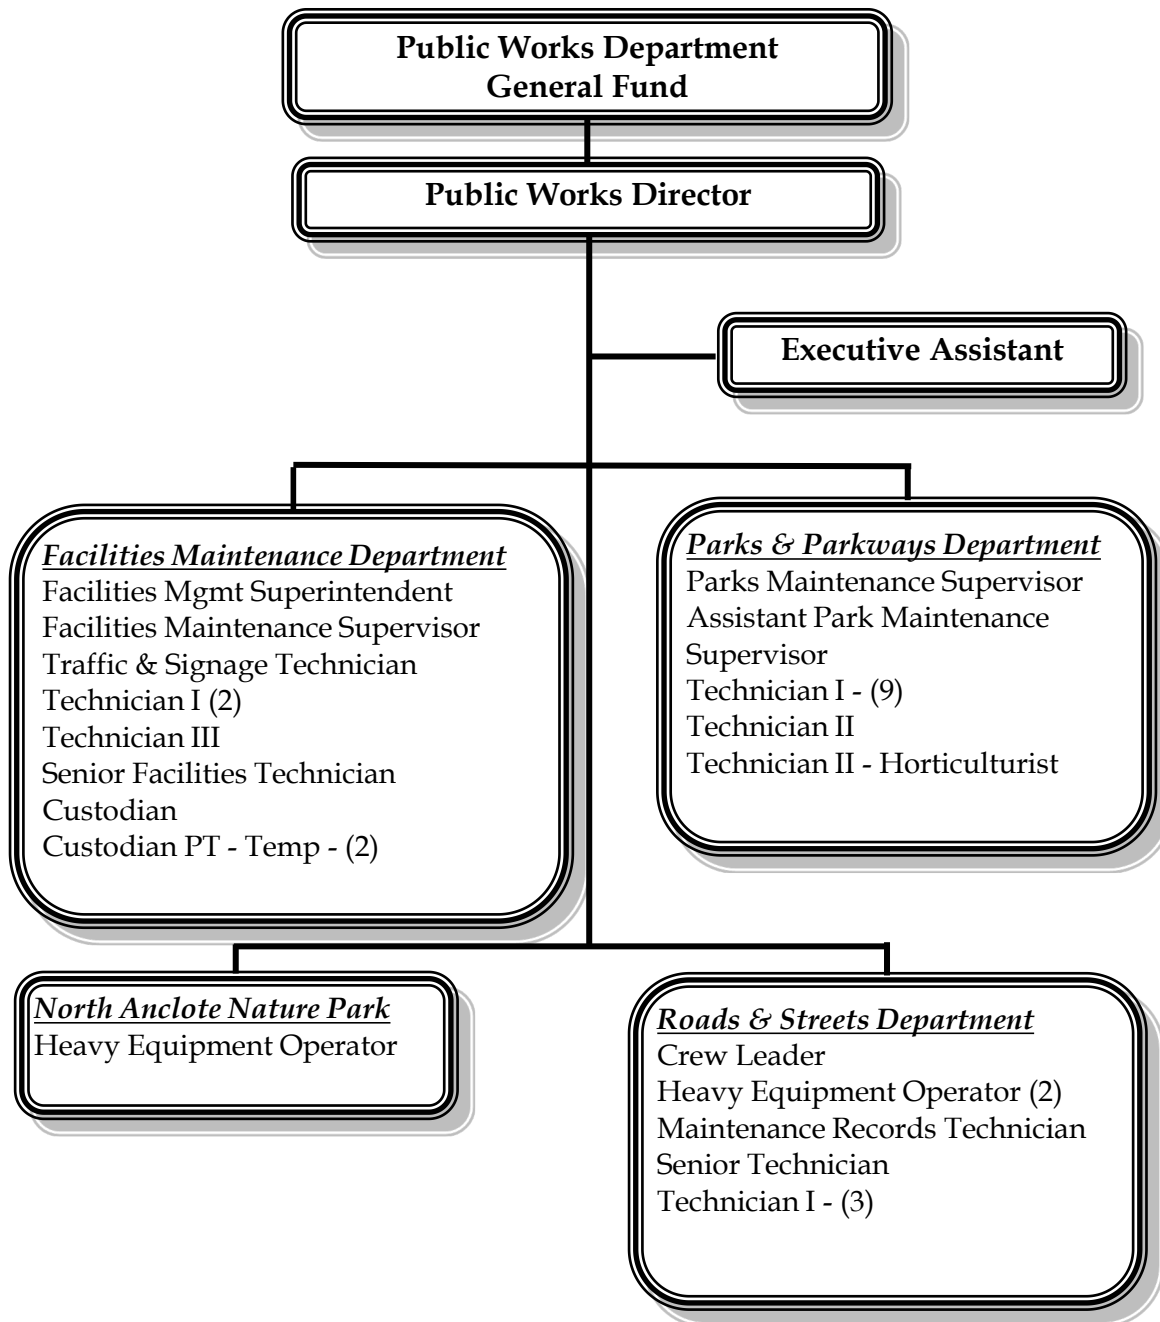 Public Works Department
General Fund
Public Works Director
Executive Assistant
Facilities Maintenance Department
Facilities Mgmt Superintendent
Facilities Maintenance Supervisor
Traffic & Signage Technician
Technician I (2)
Technician III
Senior Facilities Technician
Custodian
Custodian PT - Temp - (2)
Parks & Parkways Department
Parks Maintenance Supervisor
Assistant Park Maintenance
Supervisor
Technician I - (9)
Technician II
Technician II - Horticulturist
North Anclote Nature Park
Heavy Equipment Operator
Roads & Streets Department
Crew Leader
Heavy Equipment Operator (2)
Maintenance Records Technician
Senior Technician
Technician I - (3)